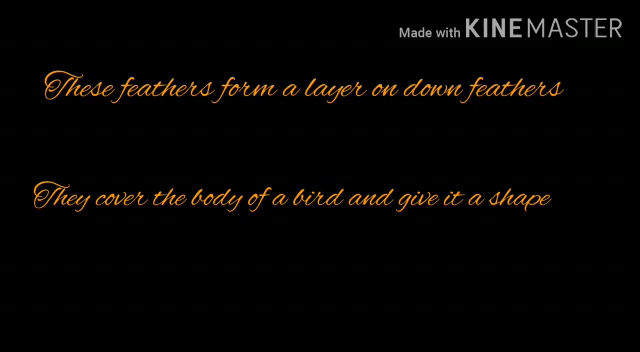 Made with KINEMASTER
These feathers form a layer on down feathers
They cover the body of a bird and give it a shape